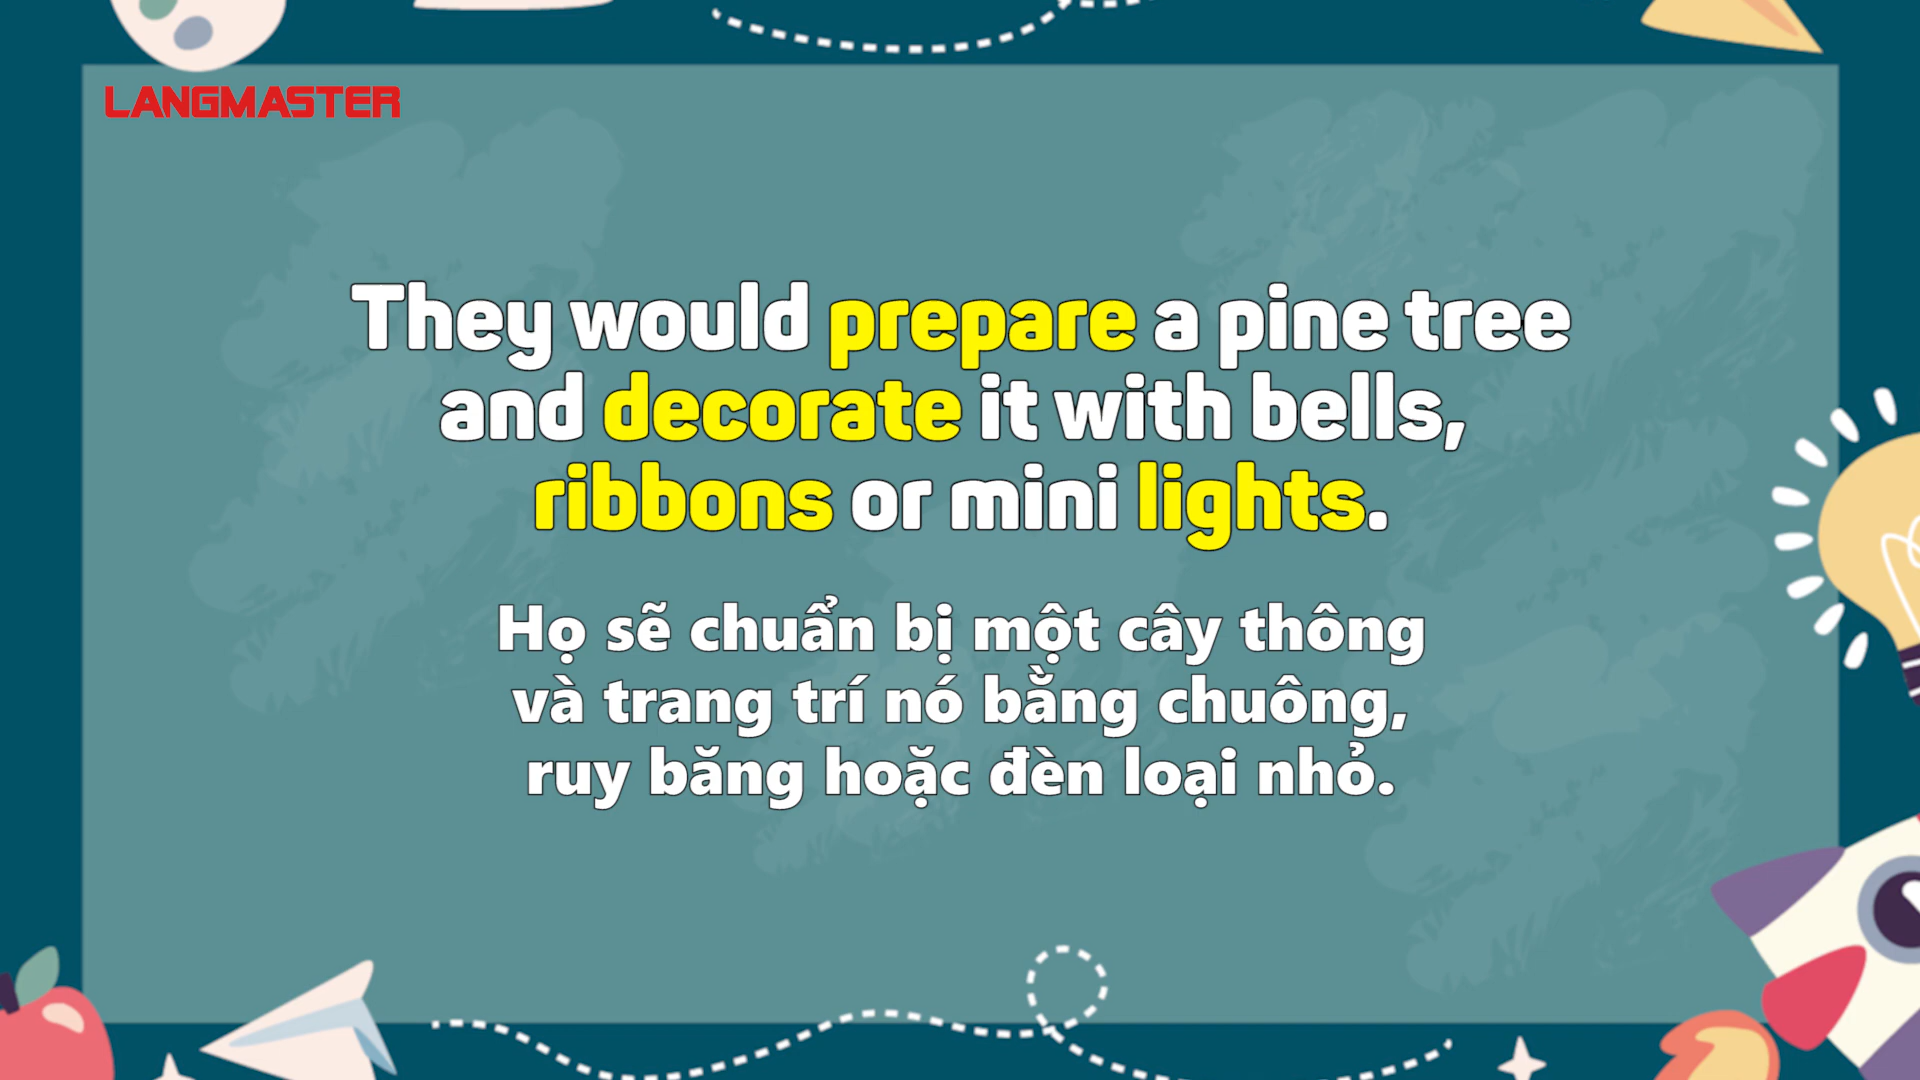 LANGMASTER
They would prepare a pine tree
and decorate it with bells,
ribbons or mini lights.
Họ sẽ chuẩn bị một cây thông
và trang trí nó bằng chuông,
ruy băng hoặc đèn loại nhỏ.